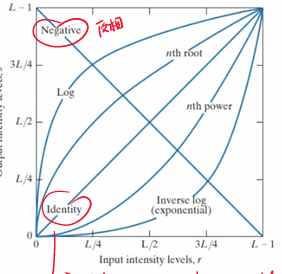 L − 1
Negative 反相
nth root
3L/4
Log
nth power
L/2
L/4
Identity
Inverse log
(exponential)
0
0 L/4 L/2 3L/4 L − 1
Input intensity levels, r